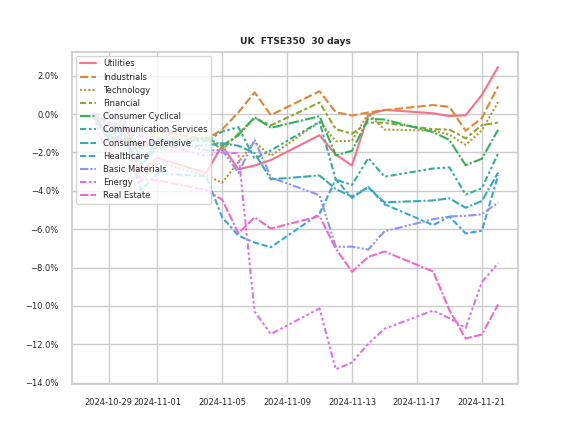 UK FTSE350 30 days
Utilities
Industrials
Technology
Financial
Consumer Cyclical
Communication Services
Consumer Defensive
Healthcare
Basic Materials
Energy
Real Estate
2.0%
0.0%
−2.0%
−4.0%
−6.0%
−8.0%
−10.0%
−12.0%
−14.0%
2024-10-29 2024-11-01 2024-11-05 2024-11-09 2024-11-13 2024-11-17 2024-11-21